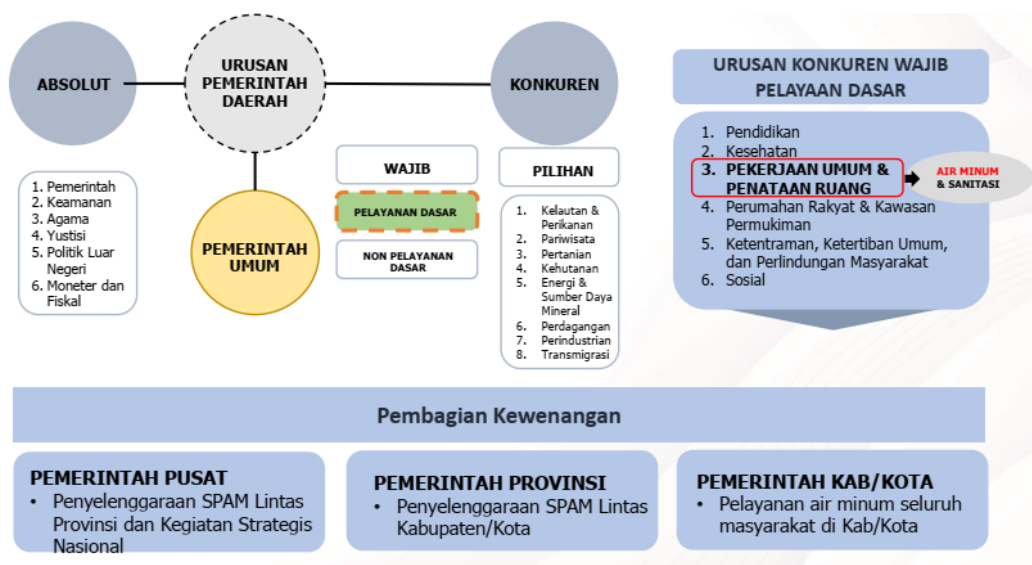 ABSOLUT
URUSAN
PEMERINTAH
DAERAH
KONKUREN
1. Pemerintah
2. Keamanan
3. Agama
4. Yustisi
5. Politik Luar
Negeri
6. Moneter dan
Fiskal
PEMERINTAH
UMUM
WAJIB
PELAYANAN DASAR
NON PELAYANAN
DASAR
PILIHAN
1. Kelautan &
Perikanan
2. Pariwisata
3. Pertanian
4. Kehutanan
5. Energi &
Sumber Daya
Mineral
6. Perdagangan
7. Perindustrian
8. Transmigrasi
URUSAN KONKUREN WAJIB
PELAYAAN DASAR
1. Pendidikan
2. Kesehatan
3. PEKERJAAN UMUM &
PENATAAN RUANG
4. Perumahan Rakyat & Kawasan
Permukiman
5. Ketentraman, Ketertiban Umum,
dan Perlindungan Masyarakat
6. Sosial
AIR MINUM
& SANITASI
Pembagian Kewenangan
PEMERINTAH PUSAT
• Penyelenggaraan SPAM Lintas
Provinsi dan Kegiatan Strategis
Nasional
PEMERINTAH PROVINSI
• Penyelenggaraan SPAM Lintas
Kabupaten/Kota
PEMERINTAH KAB/KOTA
• Pelayanan air minum seluruh
masyarakat di Kab/Kota